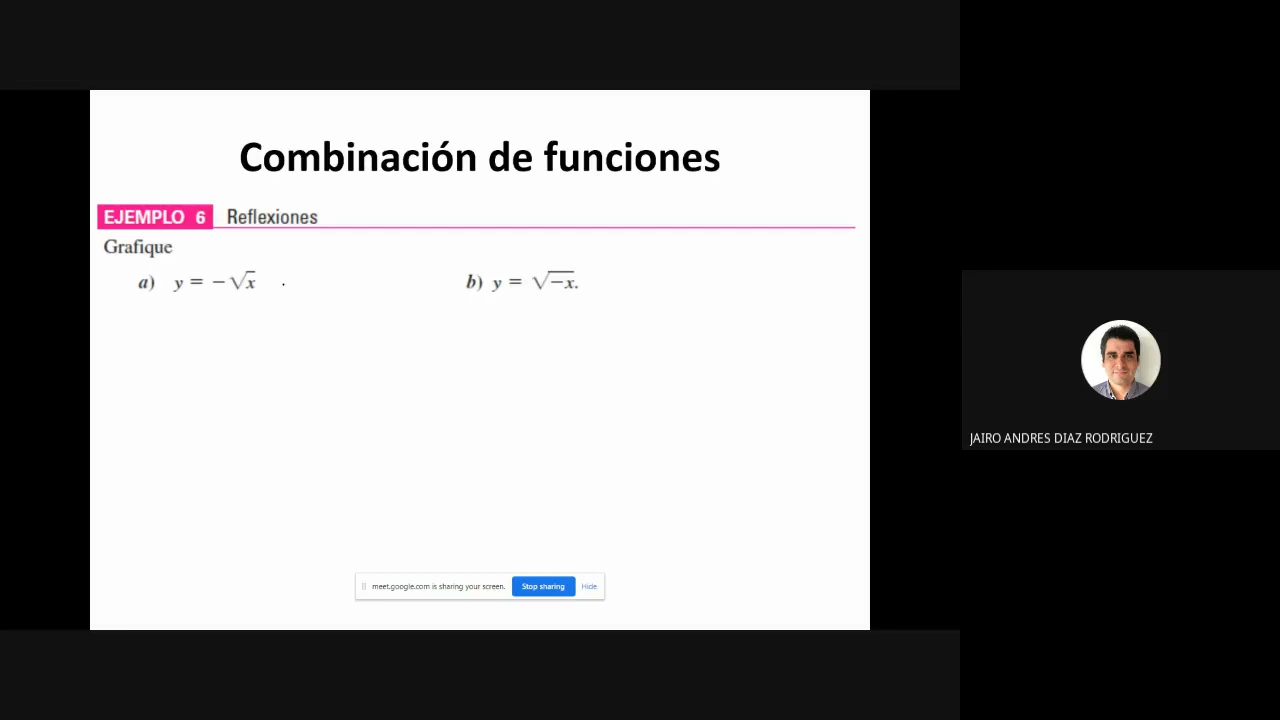 Combinación de funciones
EJEMPLO 6 Reflexiones
Grafique
a) y = −√x
b) y = √−x.
meet.google.com is sharing your screen. Stop sharing Hide
JAIRO ANDRES DIAZ RODRIGUEZ